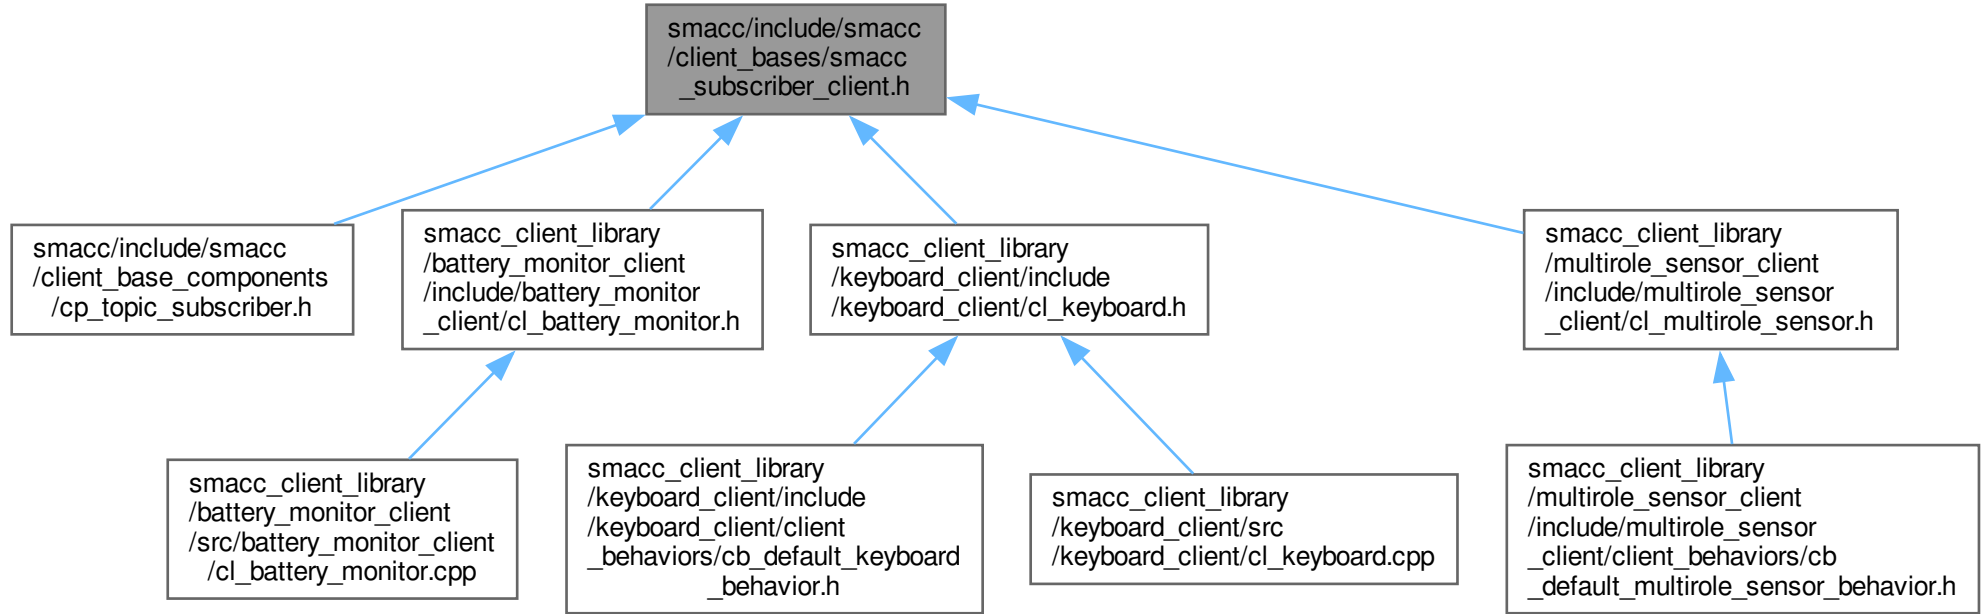 smacc/include/smacc
/client_bases/smacc
_subscriber_client.h
smacc/include/smacc
/client_base_components
/cp_topic_subscriber.h
smacc_client_library
/battery_monitor_client
/include/battery_monitor
_client/cl_battery_monitor.h
smacc_client_library
/keyboard_client/include
/keyboard_client/cl_keyboard.h
smacc_client_library
/multirole_sensor_client
/include/multirole_sensor
_client/cl_multirole_sensor.h
smacc_client_library
/battery_monitor_client
/src/battery_monitor_client
/cl_battery_monitor.cpp
smacc_client_library
/keyboard_client/include
/keyboard_client/client
_behaviors/cb_default_keyboard
_behavior.h
smacc_client_library
/keyboard_client/src
/keyboard_client/cl_keyboard.cpp
smacc_client_library
/multirole_sensor_client
/include/multirole_sensor
_client/client_behaviors/cb
_default_multirole_sensor_behavior.h